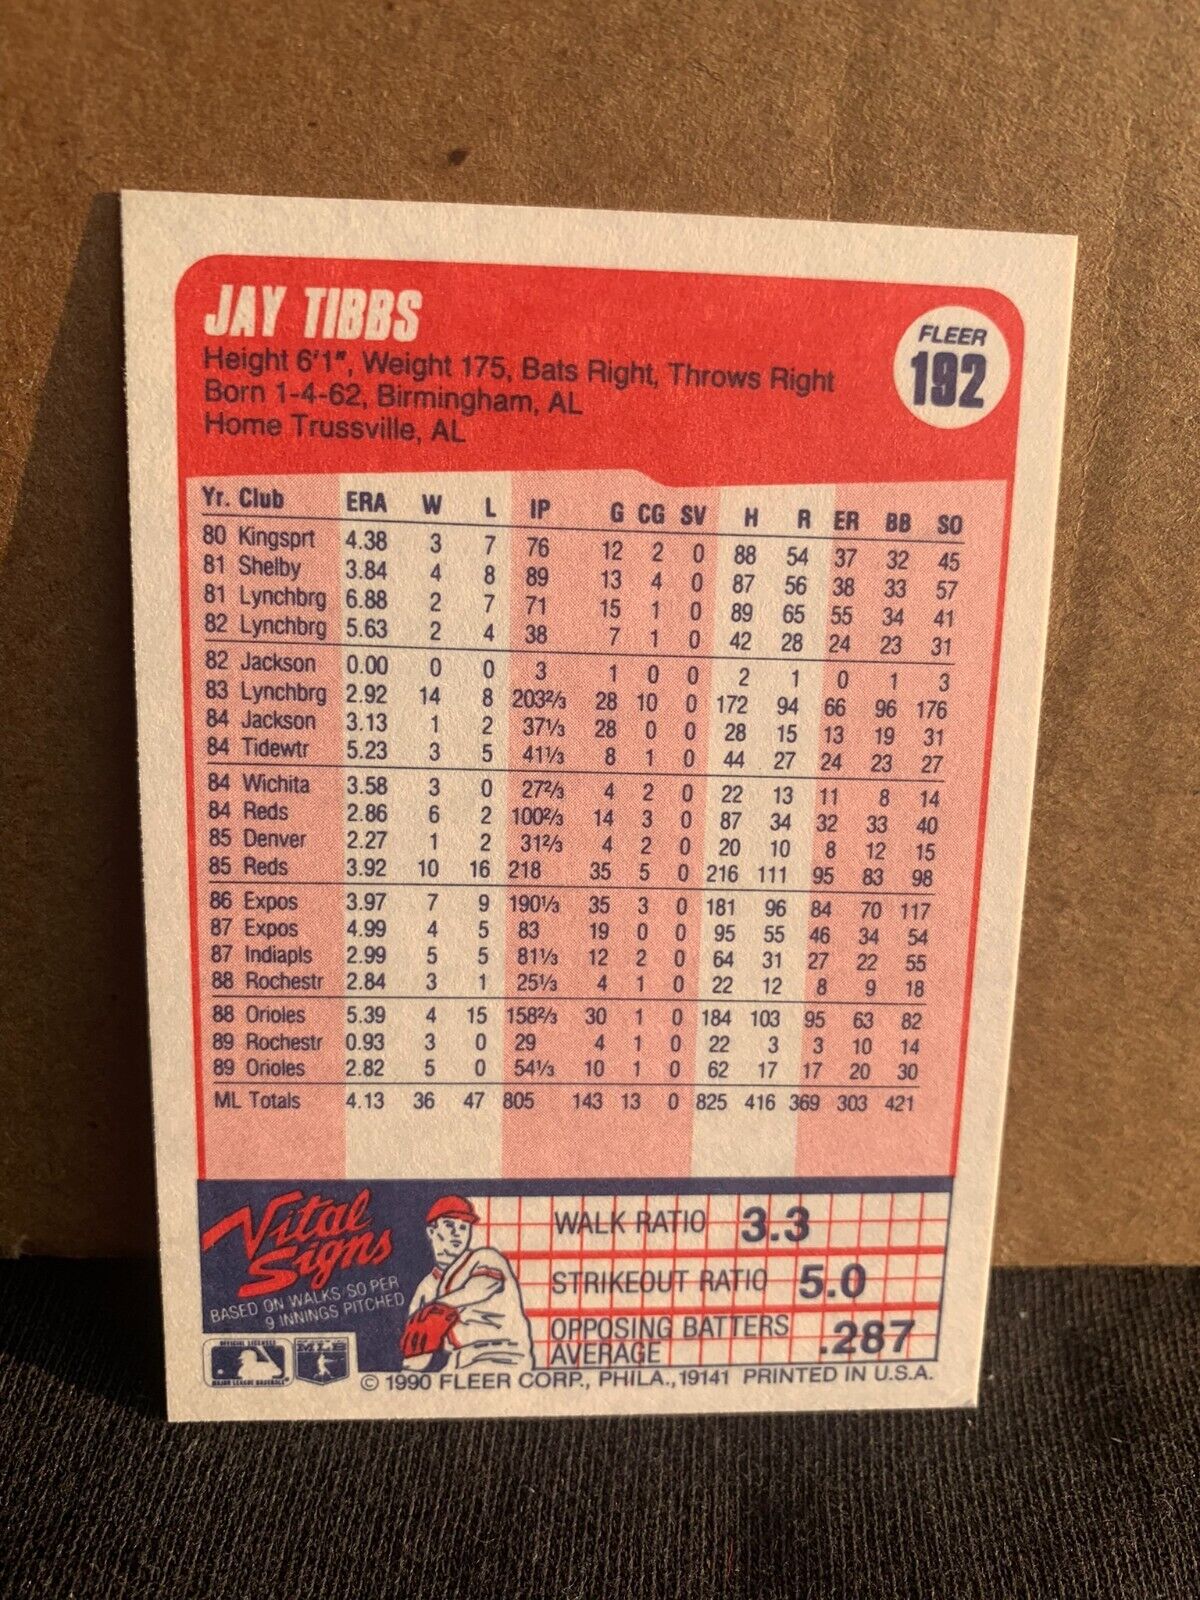 JAY TIBBS
Height 6'1", Weight 175, Bats Right, Throws Right
Born 1-4-62, Birmingham, AL
Home Trussville, AL
FLEER
192
Yr. Club ERA W L IP G CG SV H R ER BB SO
80 Kingsprt 4.38 3 7 76 12 2 0 88 54 37 32 45
81 Shelby 3.84 4 8 89 13 4 0 87 56 38 33 57
81 Lynchbrg 6.88 2 7 71 15 1 0 89 65 55 34 41
82 Lynchbrg 5.63 2 4 38 7 1 0 42 28 24 23 31
82 Jackson 0.00 0 0 3 1 0 0 2 1 0 1 3
83 Lynchbrg 2.92 14 8 203⅔ 28 10 0 172 94 66 96 176
84 Jackson 3.13 1 2 37⅓ 28 0 0 28 15 13 19 31
84 Tidewtr 5.23 3 5 41⅓ 8 1 0 44 27 24 23 27
84 Wichita 3.58 3 0 27⅔ 4 2 0 22 13 11 8 14
84 Reds 2.86 6 2 100⅔ 14 3 0 87 34 32 33 40
85 Denver 2.27 1 2 31⅔ 4 2 0 20 10 8 12 15
85 Reds 3.92 10 16 218 35 5 0 216 111 95 83 98
86 Expos 3.97 7 9 190⅓ 35 3 0 181 96 84 70 117
87 Expos 4.99 4 5 83 19 0 0 95 55 46 34 54
87 Indiapls 2.99 5 5 81⅓ 12 2 0 64 31 27 22 55
88 Rochestr 2.84 3 1 25⅓ 4 1 0 22 12 8 9 18
88 Orioles 5.39 4 15 158⅔ 30 1 0 184 103 95 63 82
89 Rochestr 0.93 3 0 29 4 1 0 22 3 3 10 14
89 Orioles 2.82 5 0 54⅓ 10 1 0 62 17 17 20 30
ML Totals 4.13 36 47 805 143 13 0 825 416 369 303 421
Vital
Signs
BASED ON WALKS/SO PER
9 INNINGS PITCHED
WALK RATIO 3.3
STRIKEOUT RATIO 5.0
OPPOSING BATTERS
AVERAGE .287
OFFICIAL LICENSEE
MAJOR LEAGUE BASEBALL
© 1990 FLEER CORP., PHILA., 19141 PRINTED IN U.S.A.